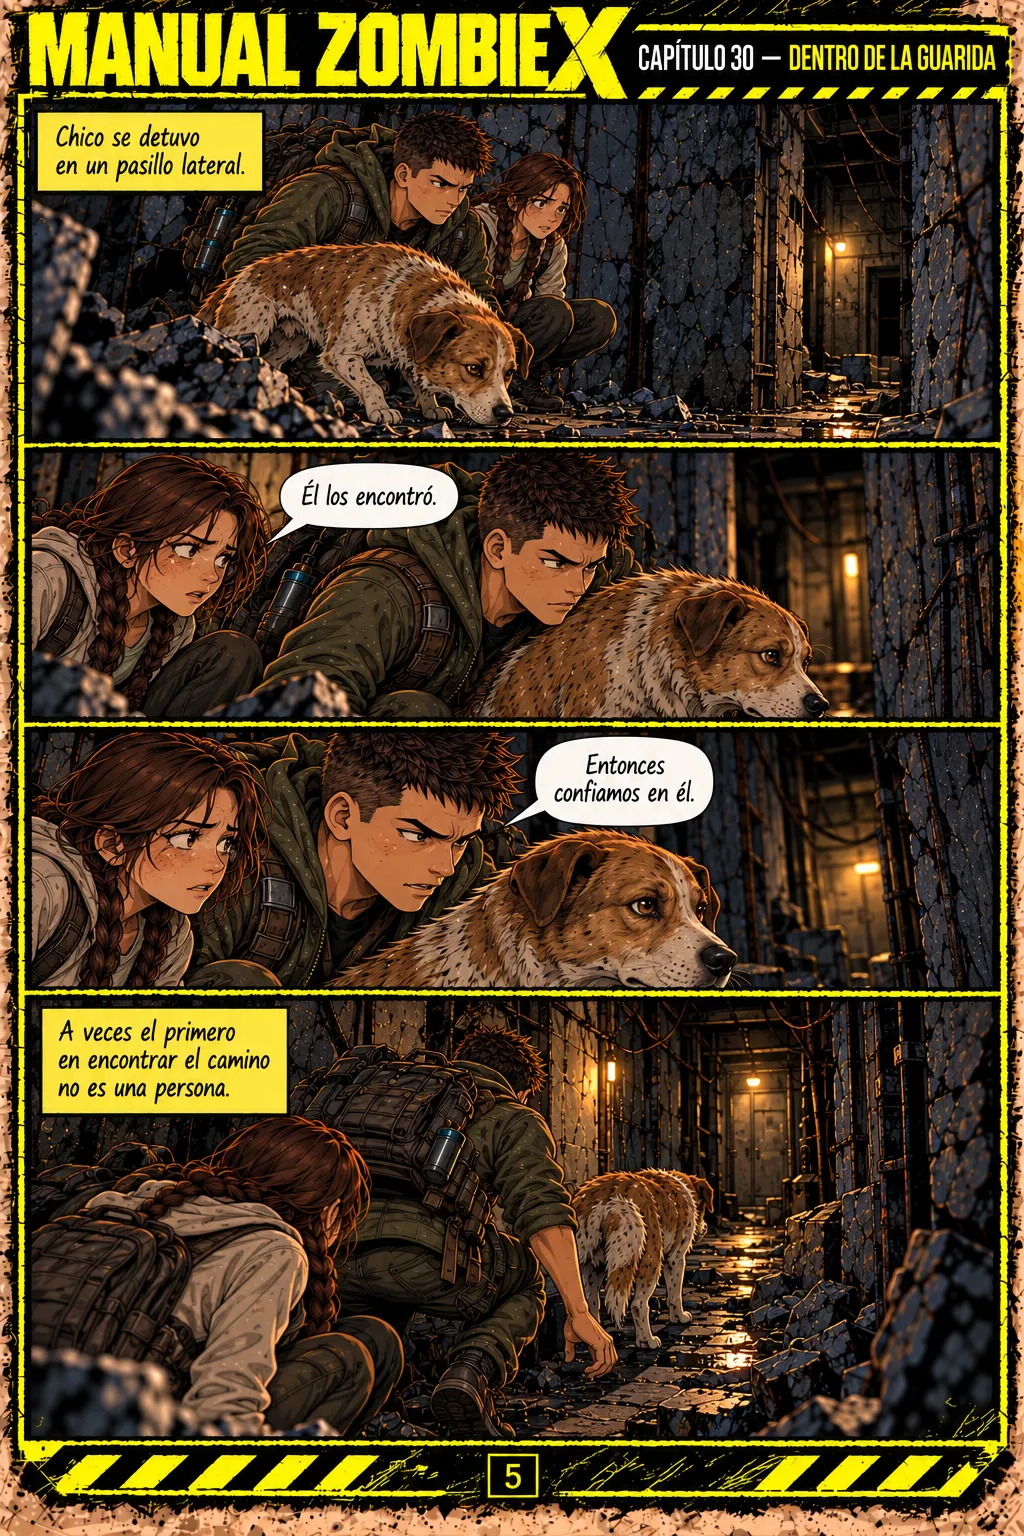 MANUAL ZOMBIE X
CAPÍTULO 30 — DENTRO DE LA GUARIDA
Chico se detuvo
en un pasillo lateral.
Él los encontró.
Entonces
confiamos en él.
A veces el primero
en encontrar el camino
no es una persona.
5